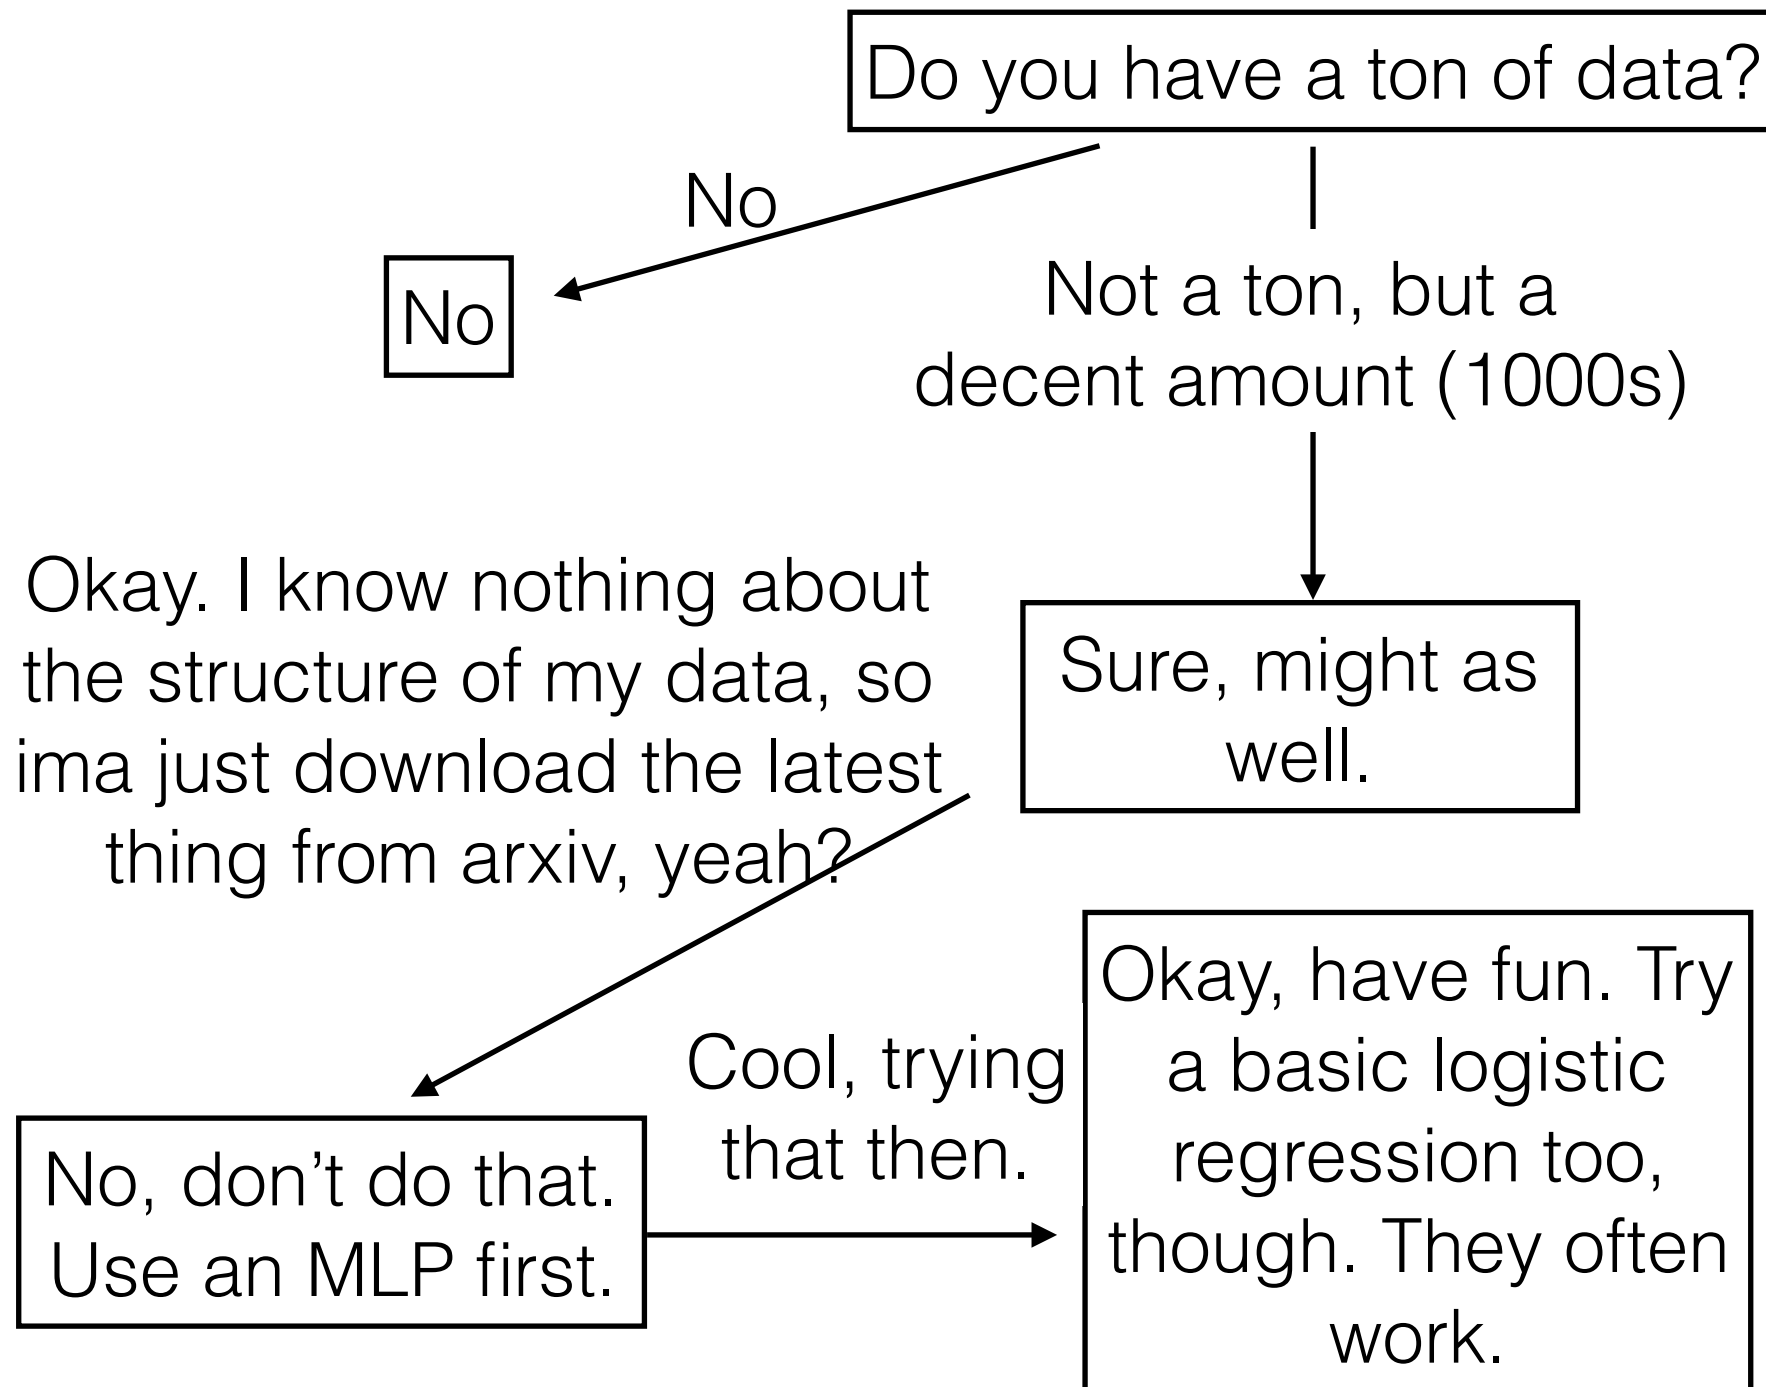 Do you have a ton of data?
No
No
Not a ton, but a
decent amount (1000s)
Okay. I know nothing about
the structure of my data, so
ima just download the latest
thing from arxiv, yeah?
Sure, might as
well.
No, don’t do that.
Use an MLP first.
Cool, trying
that then.
Okay, have fun. Try
a basic logistic
regression too,
though. They often
work.